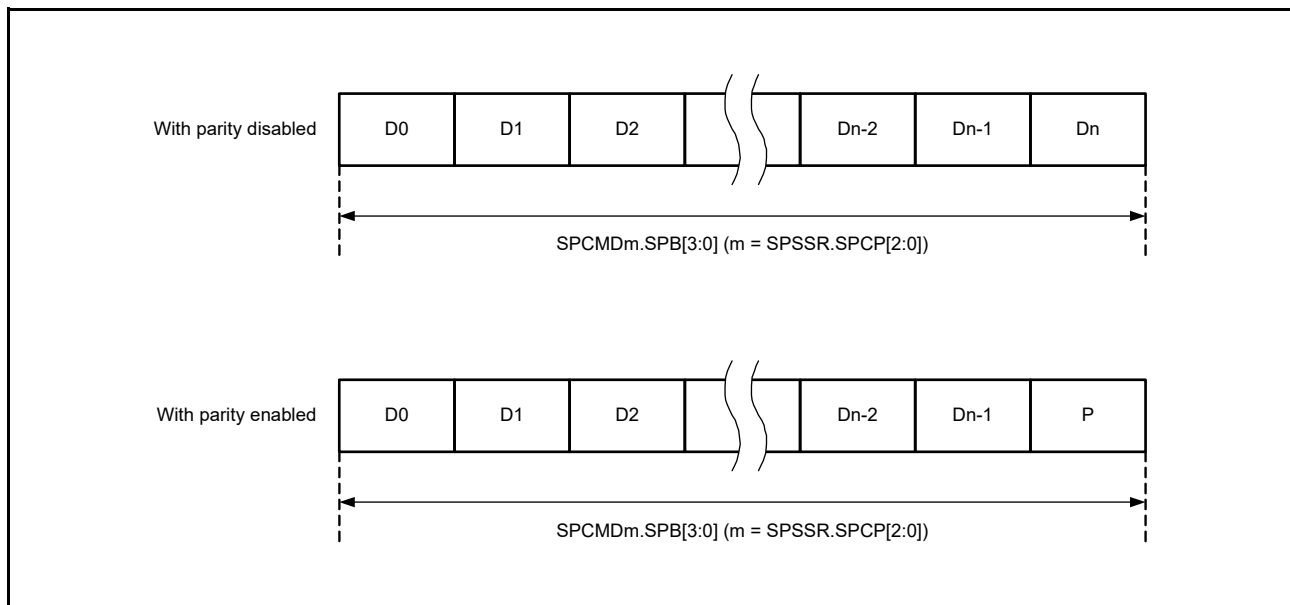 With parity disabled D0 D1 D2 Dn-2 Dn-1 Dn
SPCMDm.SPB[3:0] (m = SPSSR.SPCP[2:0])
With parity enabled D0 D1 D2 Dn-2 Dn-1 P
SPCMDm.SPB[3:0] (m = SPSSR.SPCP[2:0])